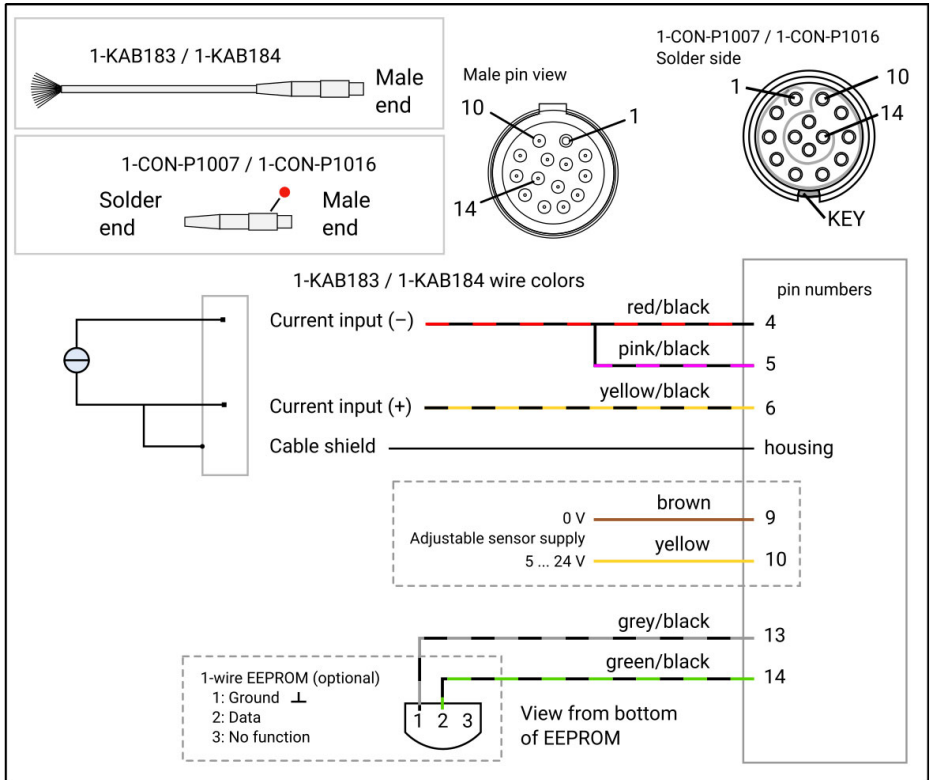 1-KAB183 / 1-KAB184
Male
end
1-CON-P1007 / 1-CON-P1016
Solder
end
Male
end
Male pin view
10
1
14
1-CON-P1007 / 1-CON-P1016
Solder side
1
10
14
KEY
1-KAB183 / 1-KAB184 wire colors
pin numbers
Current input (–)
red/black
4
pink/black
5
Current input (+)
yellow/black
6
Cable shield
housing
brown
0 V
9
Adjustable sensor supply
yellow
5 ... 24 V
10
grey/black
13
green/black
14
1-wire EEPROM (optional)
1: Ground ⊥
2: Data
3: No function
1 2 3
View from bottom
of EEPROM